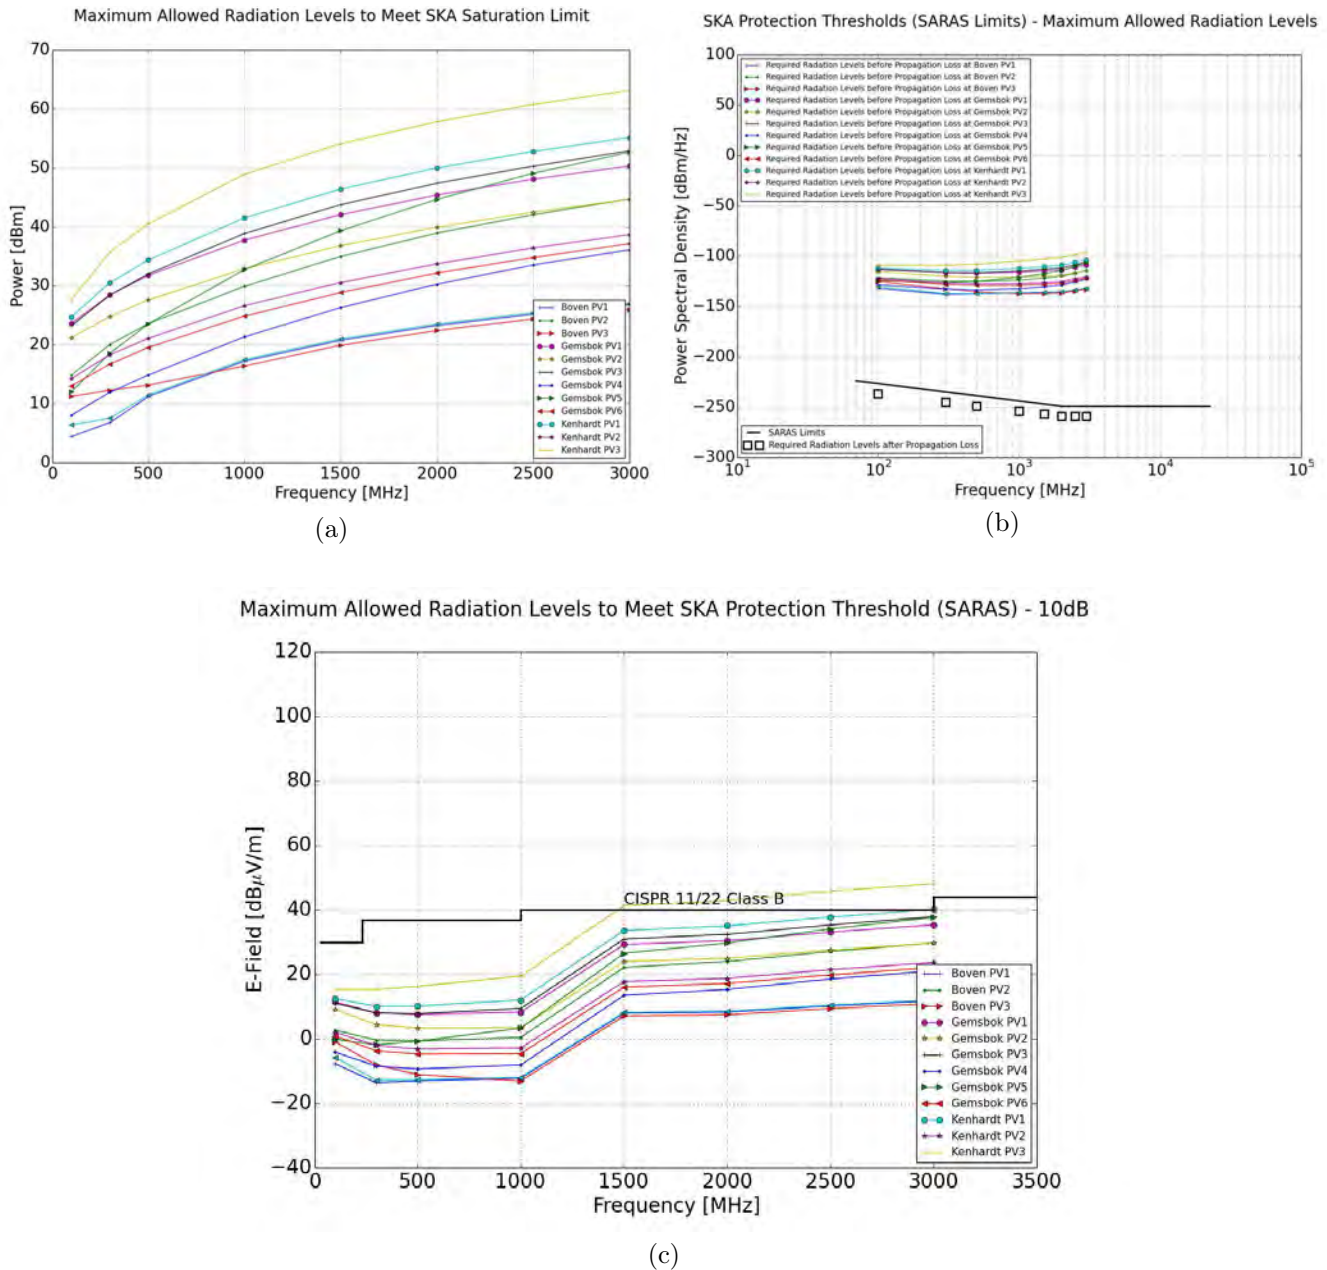 Maximum Allowed Radiation Levels to Meet SKA Saturation Limit
Power [dBm]
70
60
50
40
30
20
10
0
Boven PV1
Boven PV2
Boven PV3
Gemsbok PV1
Gemsbok PV2
Gemsbok PV3
Gemsbok PV4
Gemsbok PV5
Gemsbok PV6
Kenhardt PV1
Kenhardt PV2
Kenhardt PV3
0 500 1000 1500 2000 2500 3000
Frequency [MHz]
(a)
SKA Protection Thresholds (SARAS Limits) - Maximum Allowed Radiation Levels
Power Spectral Density [dBm/Hz]
100
50
0
−50
−100
−150
−200
−250
−300
Required Radiation Levels before Propagation Loss at Boven PV1
Required Radiation Levels before Propagation Loss at Boven PV2
Required Radiation Levels before Propagation Loss at Boven PV3
Required Radiation Levels before Propagation Loss at Gemsbok PV1
Required Radiation Levels before Propagation Loss at Gemsbok PV2
Required Radiation Levels before Propagation Loss at Gemsbok PV3
Required Radiation Levels before Propagation Loss at Gemsbok PV4
Required Radiation Levels before Propagation Loss at Gemsbok PV5
Required Radiation Levels before Propagation Loss at Gemsbok PV6
Required Radiation Levels before Propagation Loss at Kenhardt PV1
Required Radiation Levels before Propagation Loss at Kenhardt PV2
Required Radiation Levels before Propagation Loss at Kenhardt PV3
SARAS Limits
Required Radiation Levels after Propagation Loss
10¹ 10² 10³ 10⁴ 10⁵
Frequency [MHz]
(b)
Maximum Allowed Radiation Levels to Meet SKA Protection Threshold (SARAS) - 10dB
E-Field [dBμV/m]
120
100
80
60
40
20
0
−20
−40
CISPR 11/22 Class B
Boven PV1
Boven PV2
Boven PV3
Gemsbok PV1
Gemsbok PV2
Gemsbok PV3
Gemsbok PV4
Gemsbok PV5
Gemsbok PV6
Kenhardt PV1
Kenhardt PV2
Kenhardt PV3
0 500 1000 1500 2000 2500 3000 3500
Frequency [MHz]
(c)